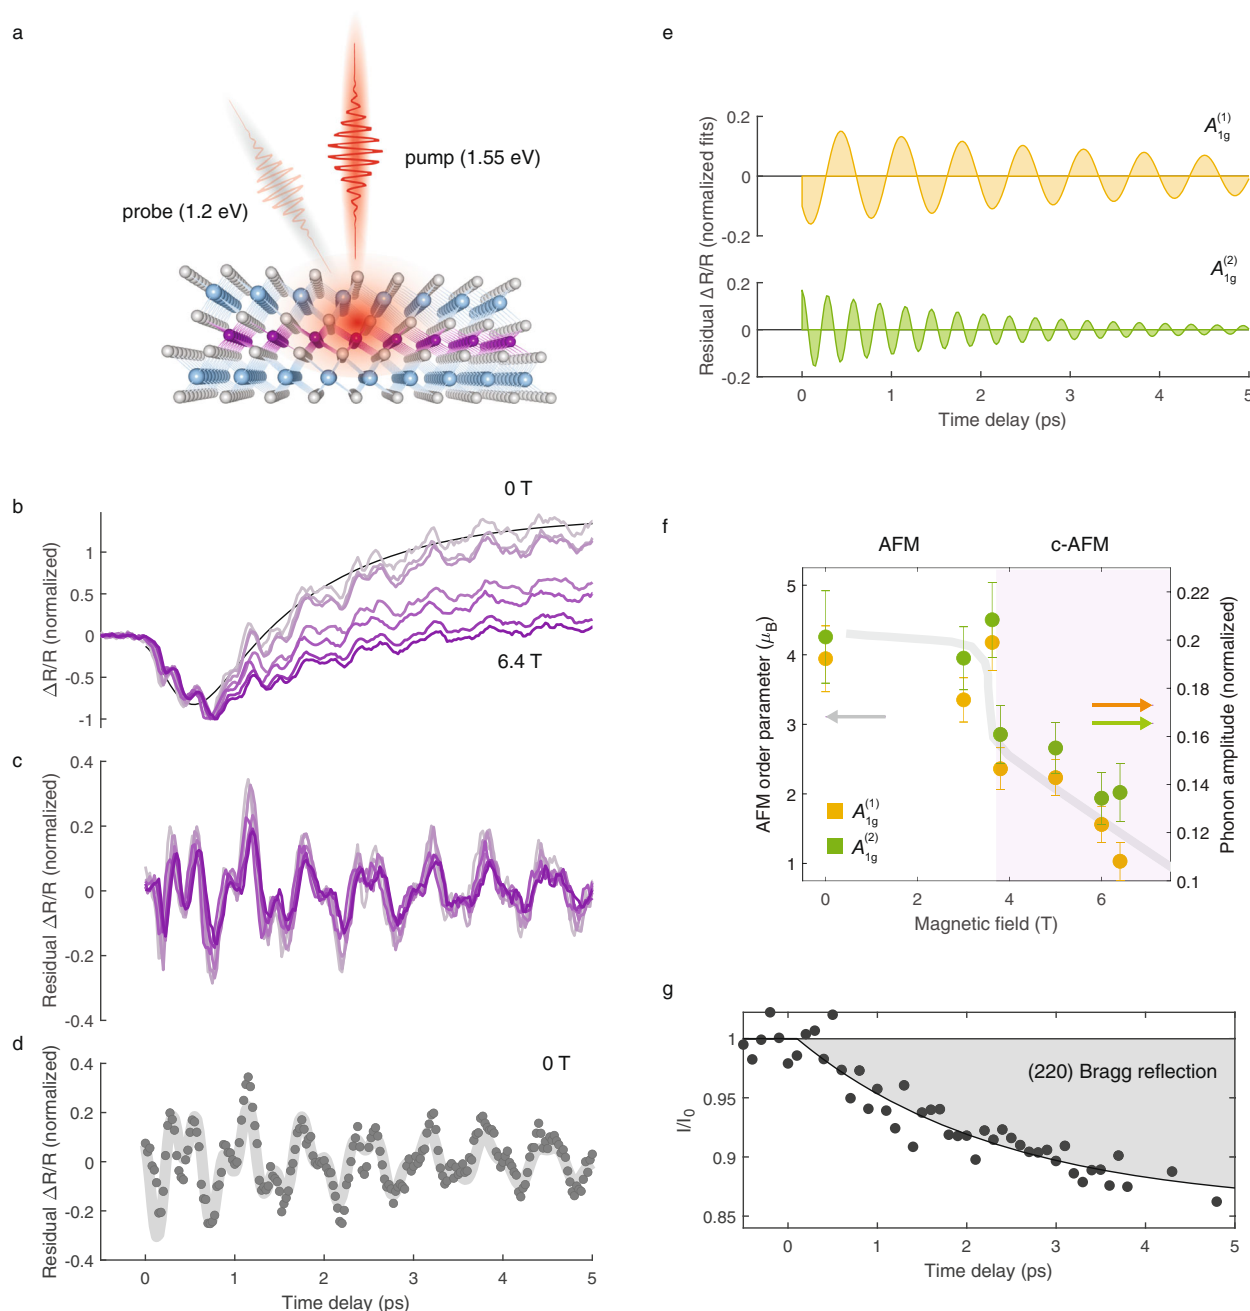 a
pump (1.55 eV)
probe (1.2 eV)
b
0 T
6.4 T
ΔR/R (normalized)
1
0.5
0
-0.5
-1
c
Residual ΔR/R (normalized)
0.4
0.2
0
-0.2
-0.4
d
0 T
Residual ΔR/R (normalized)
0.4
0.2
0
-0.2
-0.4
0 1 2 3 4 5
Time delay (ps)
e
A1g(1)
0.2
0
-0.2
A1g(2)
0.2
0
-0.2
Residual ΔR/R (normalized fits)
0 1 2 3 4 5
Time delay (ps)
f
AFM c-AFM
AFM order parameter (μB)
5
4
3
2
1
0.22
0.20
0.18
0.16
0.14
0.12
0.1
Phonon amplitude (normalized)
A1g(1)
A1g(2)
0 2 4 6
Magnetic field (T)
g
(220) Bragg reflection
I/I0
1
0.95
0.9
0.85
0 1 2 3 4 5
Time delay (ps)